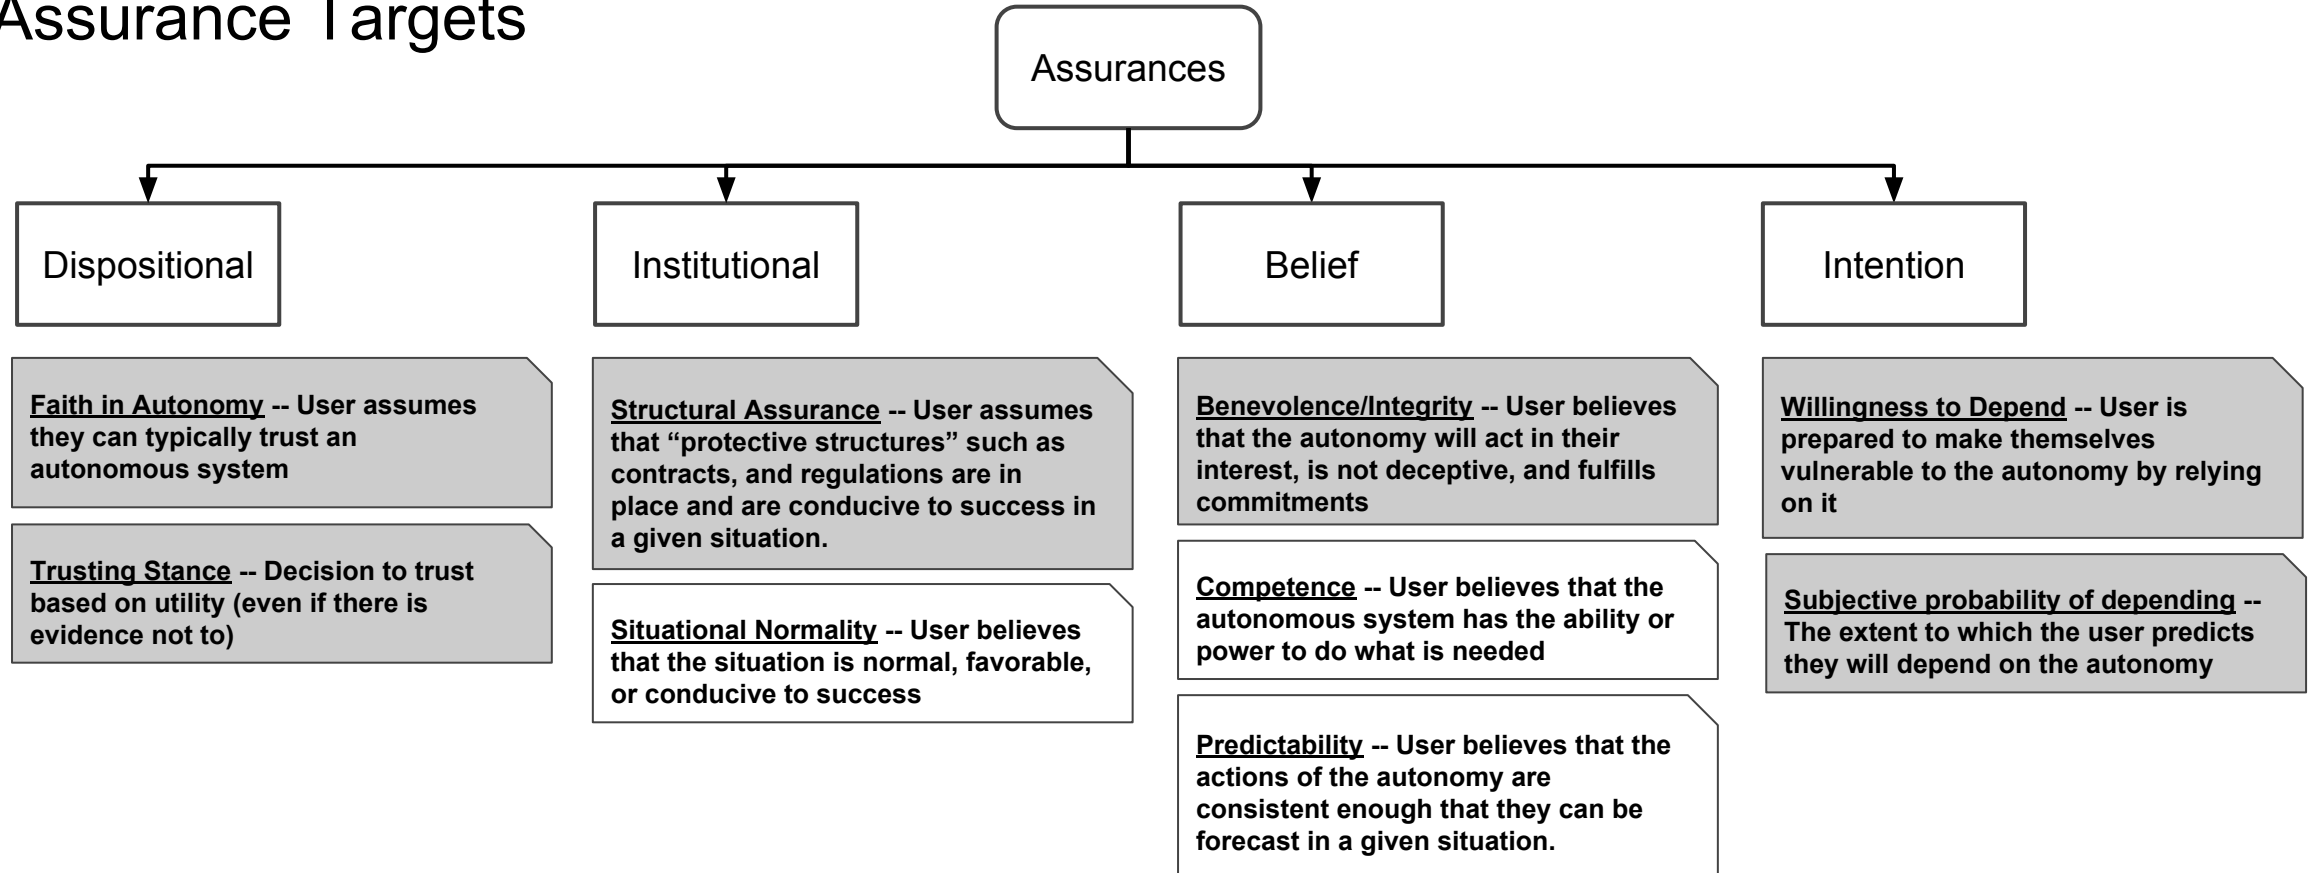 Assurance Targets
Assurances
Dispositional
Institutional
Belief
Intention
Faith in Autonomy -- User assumes
they can typically trust an
autonomous system
Trusting Stance -- Decision to trust
based on utility (even if there is
evidence not to)
Structural Assurance -- User assumes
that “protective structures” such as
contracts, and regulations are in
place and are conducive to success in
a given situation.
Situational Normality -- User believes
that the situation is normal, favorable,
or conducive to success
Benevolence/Integrity -- User believes
that the autonomy will act in their
interest, is not deceptive, and fulfills
commitments
Competence -- User believes that the
autonomous system has the ability or
power to do what is needed
Predictability -- User believes that the
actions of the autonomy are
consistent enough that they can be
forecast in a given situation.
Willingness to Depend -- User is
prepared to make themselves
vulnerable to the autonomy by relying
on it
Subjective probability of depending --
The extent to which the user predicts
they will depend on the autonomy